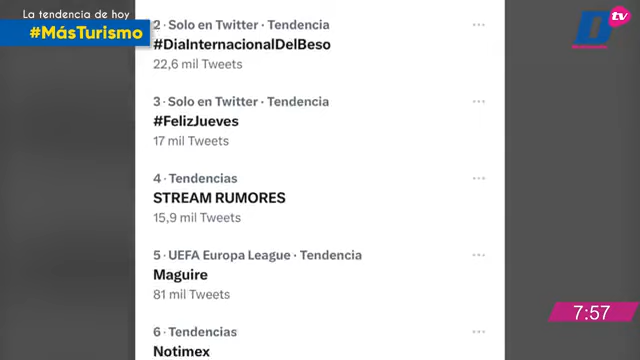 La tendencia de hoy
#MásTurismo
tv
2 · Solo en Twitter · Tendencia
#DiaInternacionalDelBeso
22,6 mil Tweets
3 · Solo en Twitter · Tendencia
#FelizJueves
17 mil Tweets
4 · Tendencias
STREAM RUMORES
15,9 mil Tweets
5 · UEFA Europa League · Tendencia
Maguire
81 mil Tweets
6 · Tendencias
Notimex
7:57